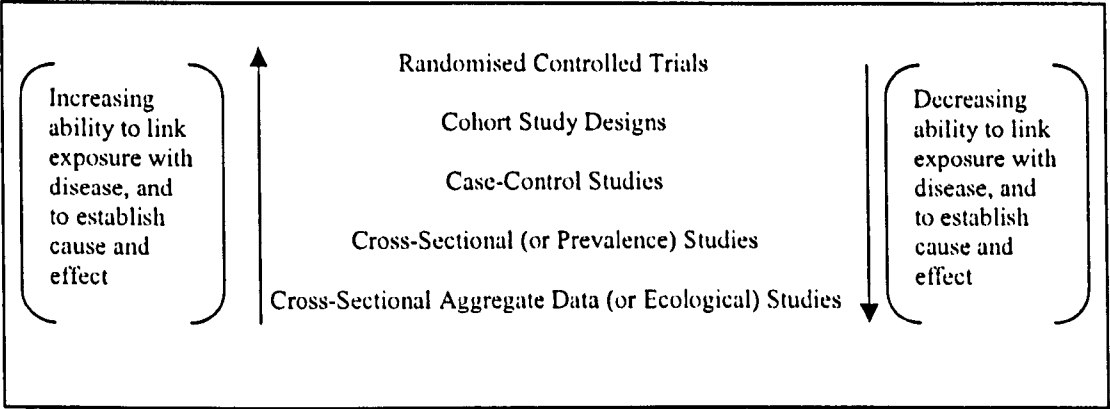 Increasing
ability to link
exposure with
disease, and
to establish
cause and
effect
Randomised Controlled Trials
Cohort Study Designs
Case-Control Studies
Cross-Sectional (or Prevalence) Studies
Cross-Sectional Aggregate Data (or Ecological) Studies
Decreasing
ability to link
exposure with
disease, and
to establish
cause and
effect